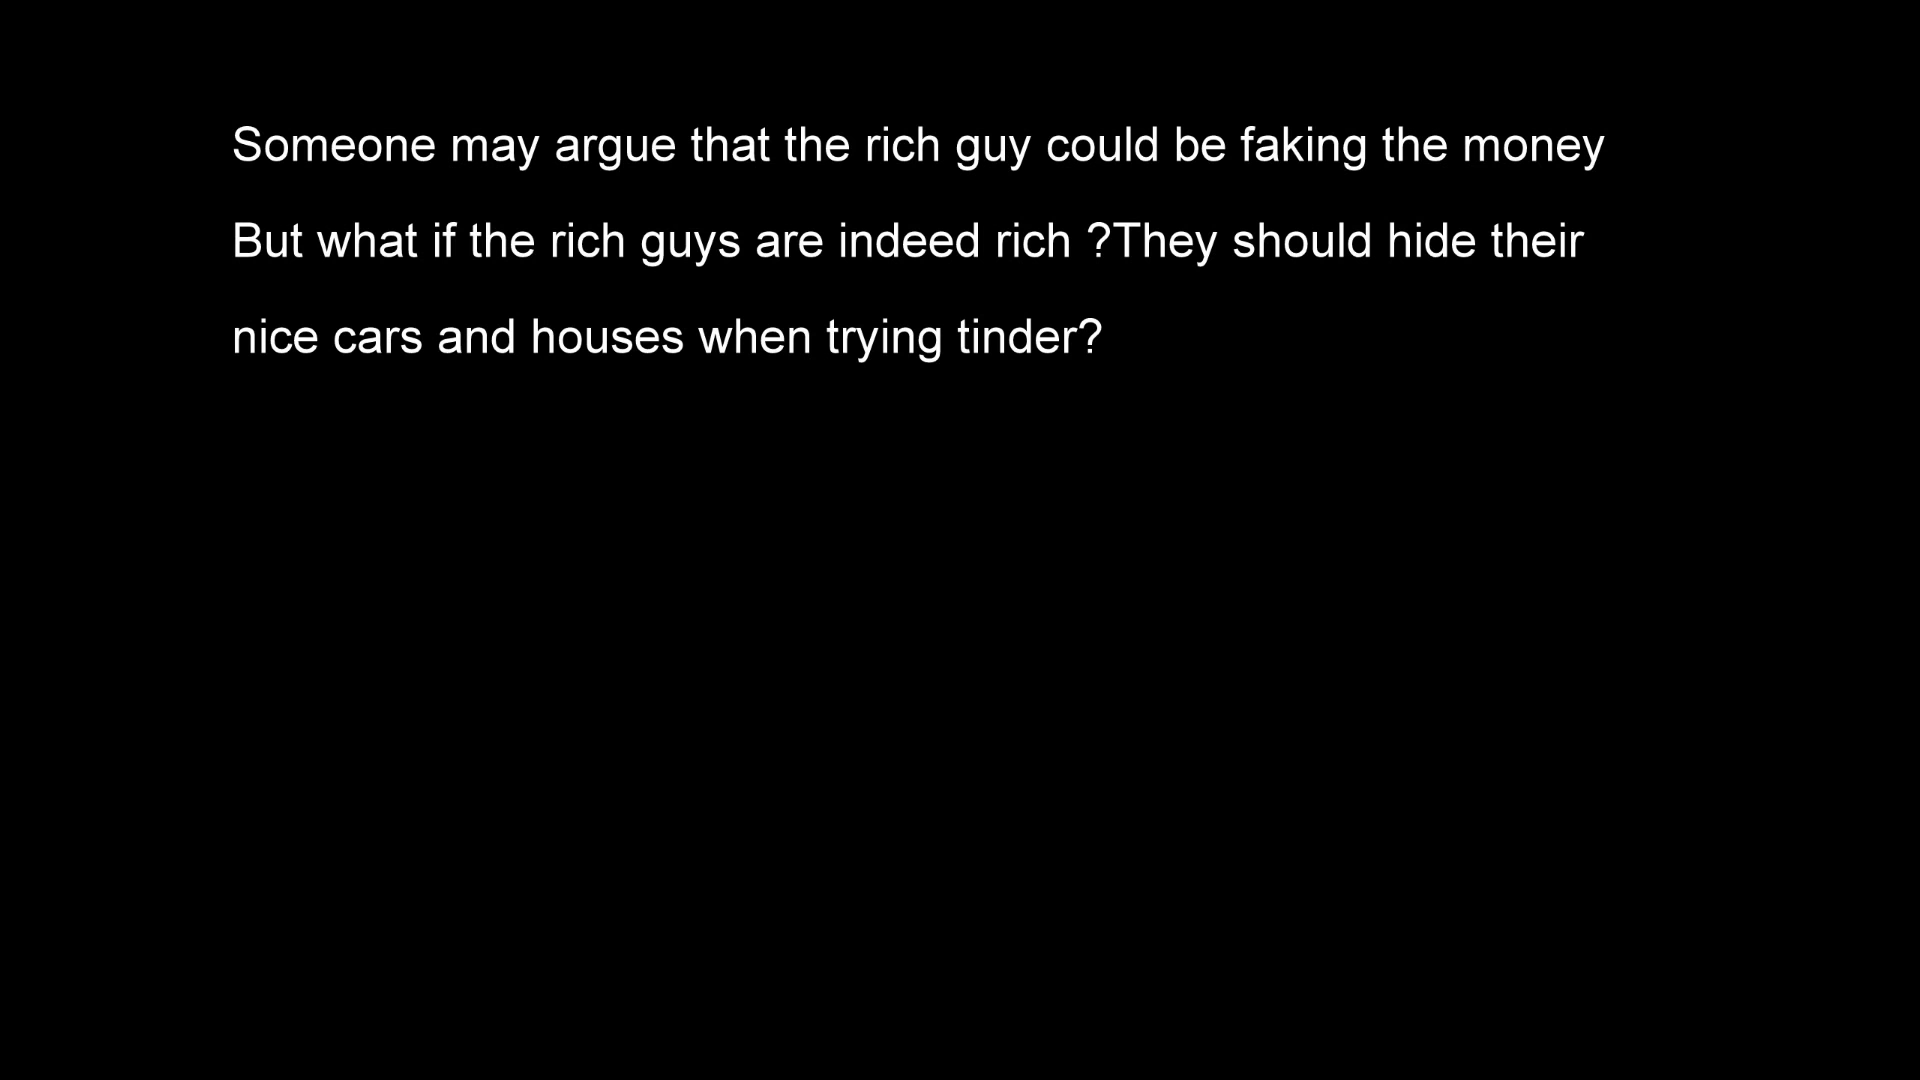 Someone may argue that the rich guy could be faking the money
But what if the rich guys are indeed rich ?They should hide their
nice cars and houses when trying tinder?